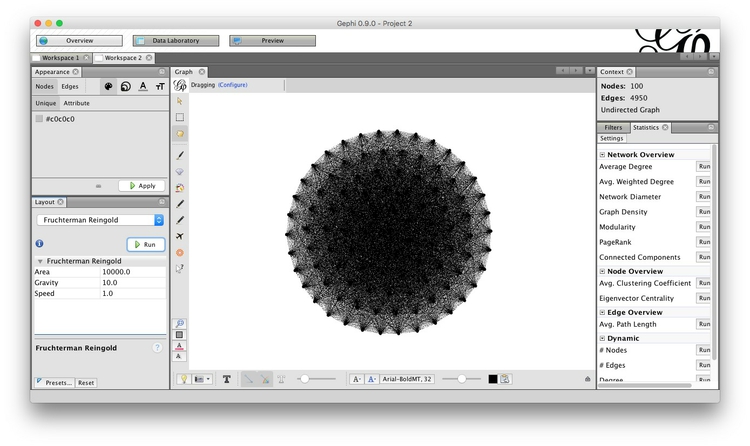 Gephi 0.9.0 - Project 2
Overview
Data Laboratory
Preview
Workspace 1
Workspace 2
Appearance
Nodes Edges
Unique Attribute
#c0c0c0
Apply
Layout
Fruchterman Reingold
Run
Fruchterman Reingold
Area 10000.0
Gravity 10.0
Speed 1.0
Fruchterman Reingold
?
Presets... Reset
Graph
Dragging (Configure)
T
A- A- Arial-BoldMT, 32
Context
Nodes: 100
Edges: 4950
Undirected Graph
Filters Statistics
Settings
Network Overview
Average Degree Run
Avg. Weighted Degree Run
Network Diameter Run
Graph Density Run
Modularity Run
PageRank Run
Connected Components Run
Node Overview
Avg. Clustering Coefficient Run
Eigenvector Centrality Run
Edge Overview
Avg. Path Length Run
Dynamic
# Nodes Run
# Edges Run
Degree Run